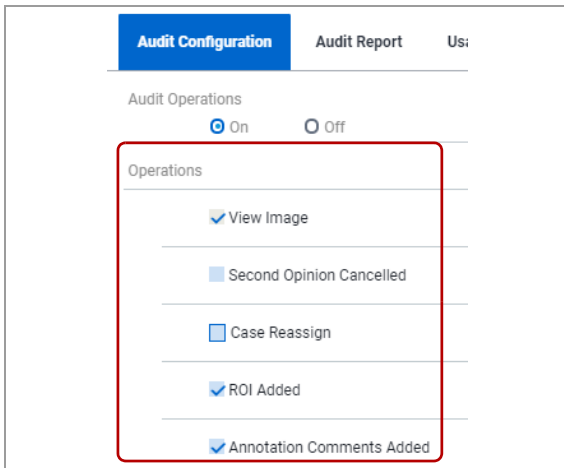 Audit Configuration Audit Report
Audit Operations
On Off
Operations
View Image
Second Opinion Cancelled
Case Reassign
ROI Added
Annotation Comments Added